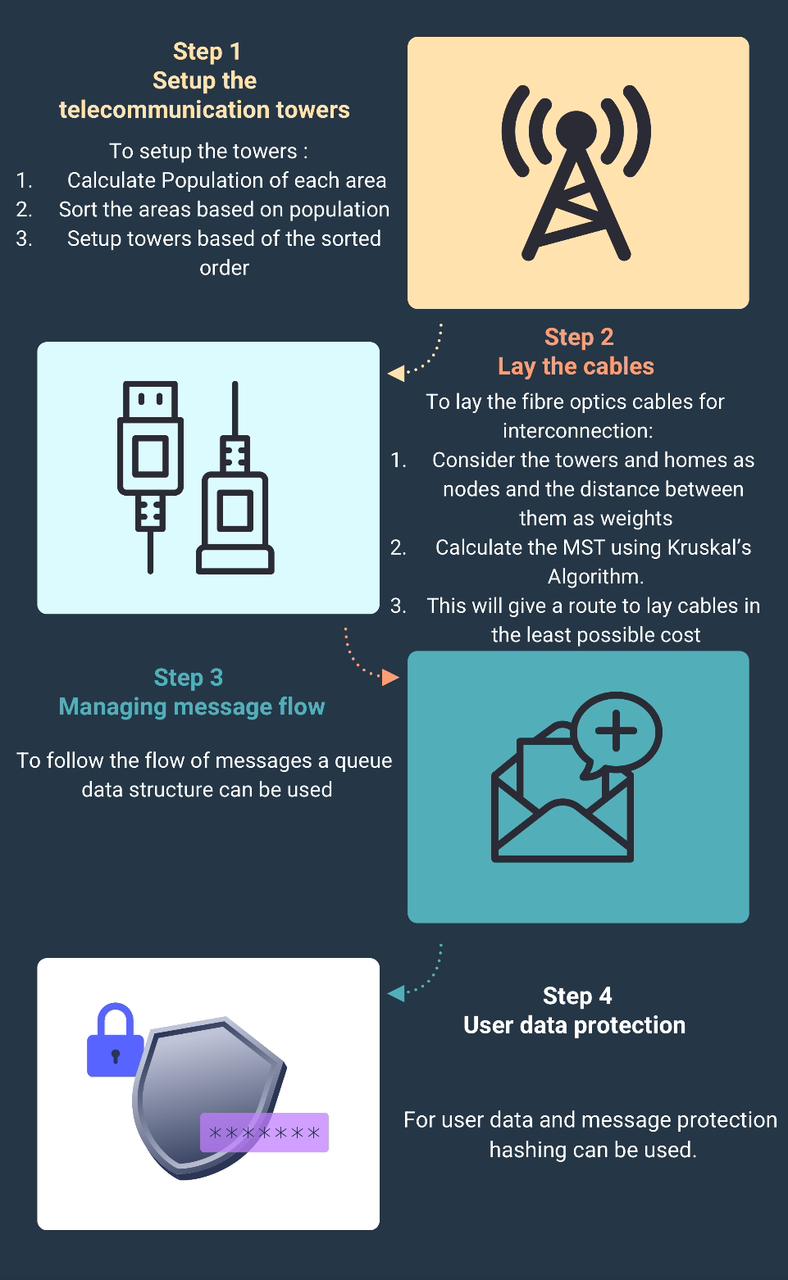 Step 1
Setup the
telecommunication towers
To setup the towers :
1. Calculate Population of each area
2. Sort the areas based on population
3. Setup towers based of the sorted
order
Step 2
Lay the cables
To lay the fibre optics cables for
interconnection:
1. Consider the towers and homes as
nodes and the distance between
them as weights
2. Calculate the MST using Kruskal’s
Algorithm.
3. This will give a route to lay cables in
the least possible cost
Step 3
Managing message flow
To follow the flow of messages a queue
data structure can be used
Step 4
User data protection
*******
For user data and message protection
hashing can be used.